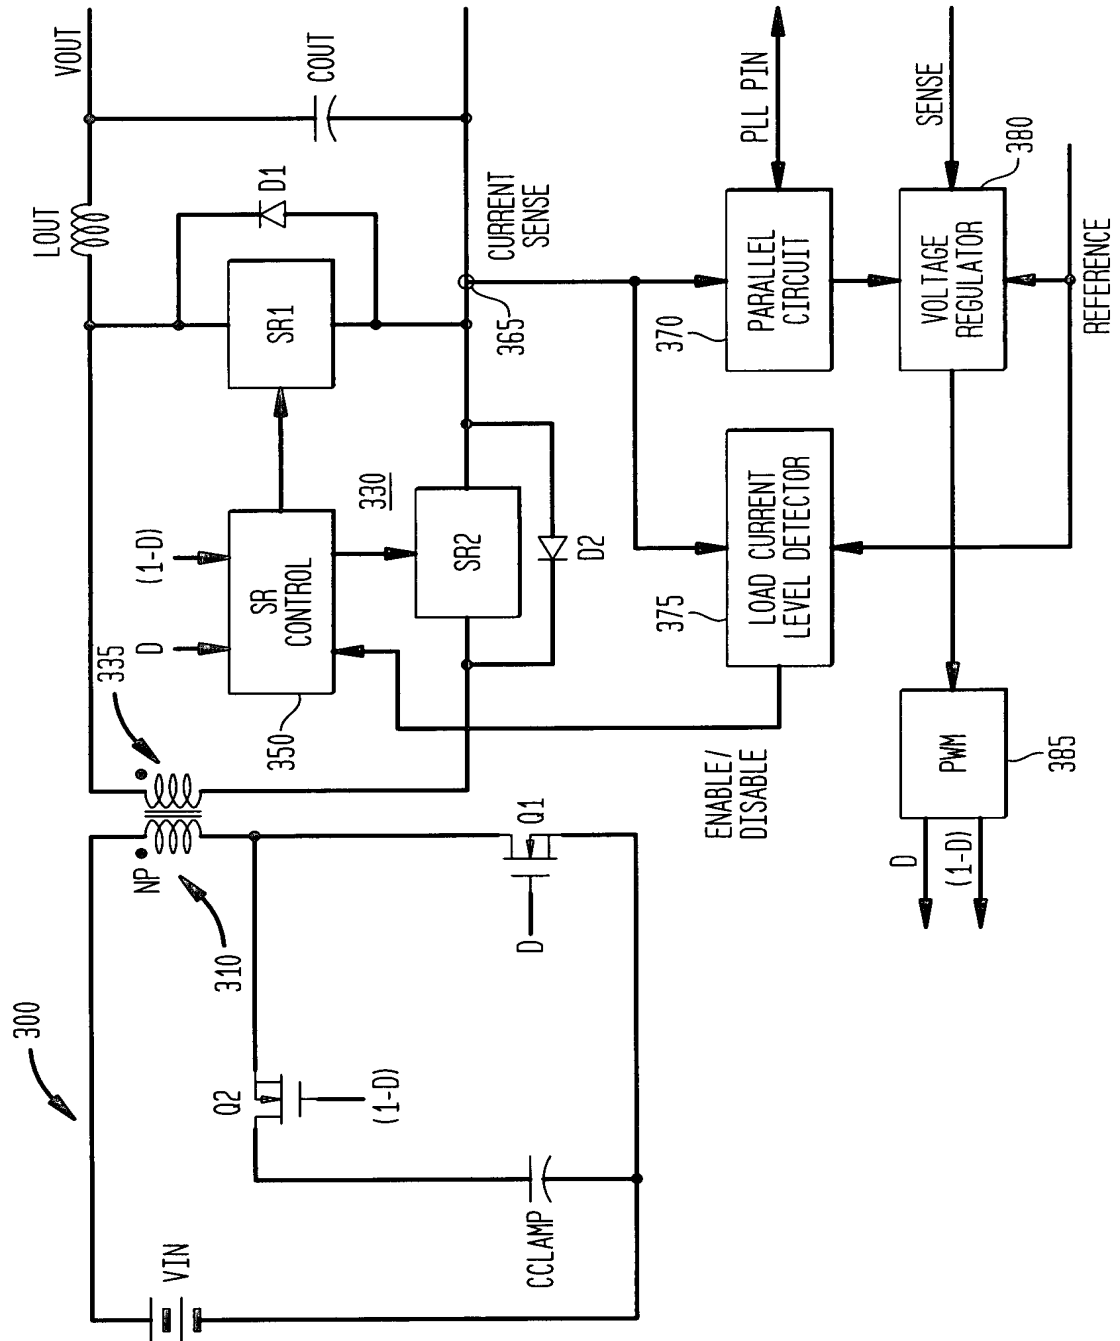 300
VIN
CCLAMP
Q2
(1-D)
310
NP
335
D
Q1
350
SR
CONTROL
D
(1-D)
330
SR1
SR2
D1
D2
LOUT
VOUT
COUT
CURRENT
SENSE
365
ENABLE/
DISABLE
375
LOAD CURRENT
LEVEL DETECTOR
370
PARALLEL
CIRCUIT
PLL PIN
SENSE
VOLTAGE
REGULATOR
380
REFERENCE
PWM
385
D
(1-D)